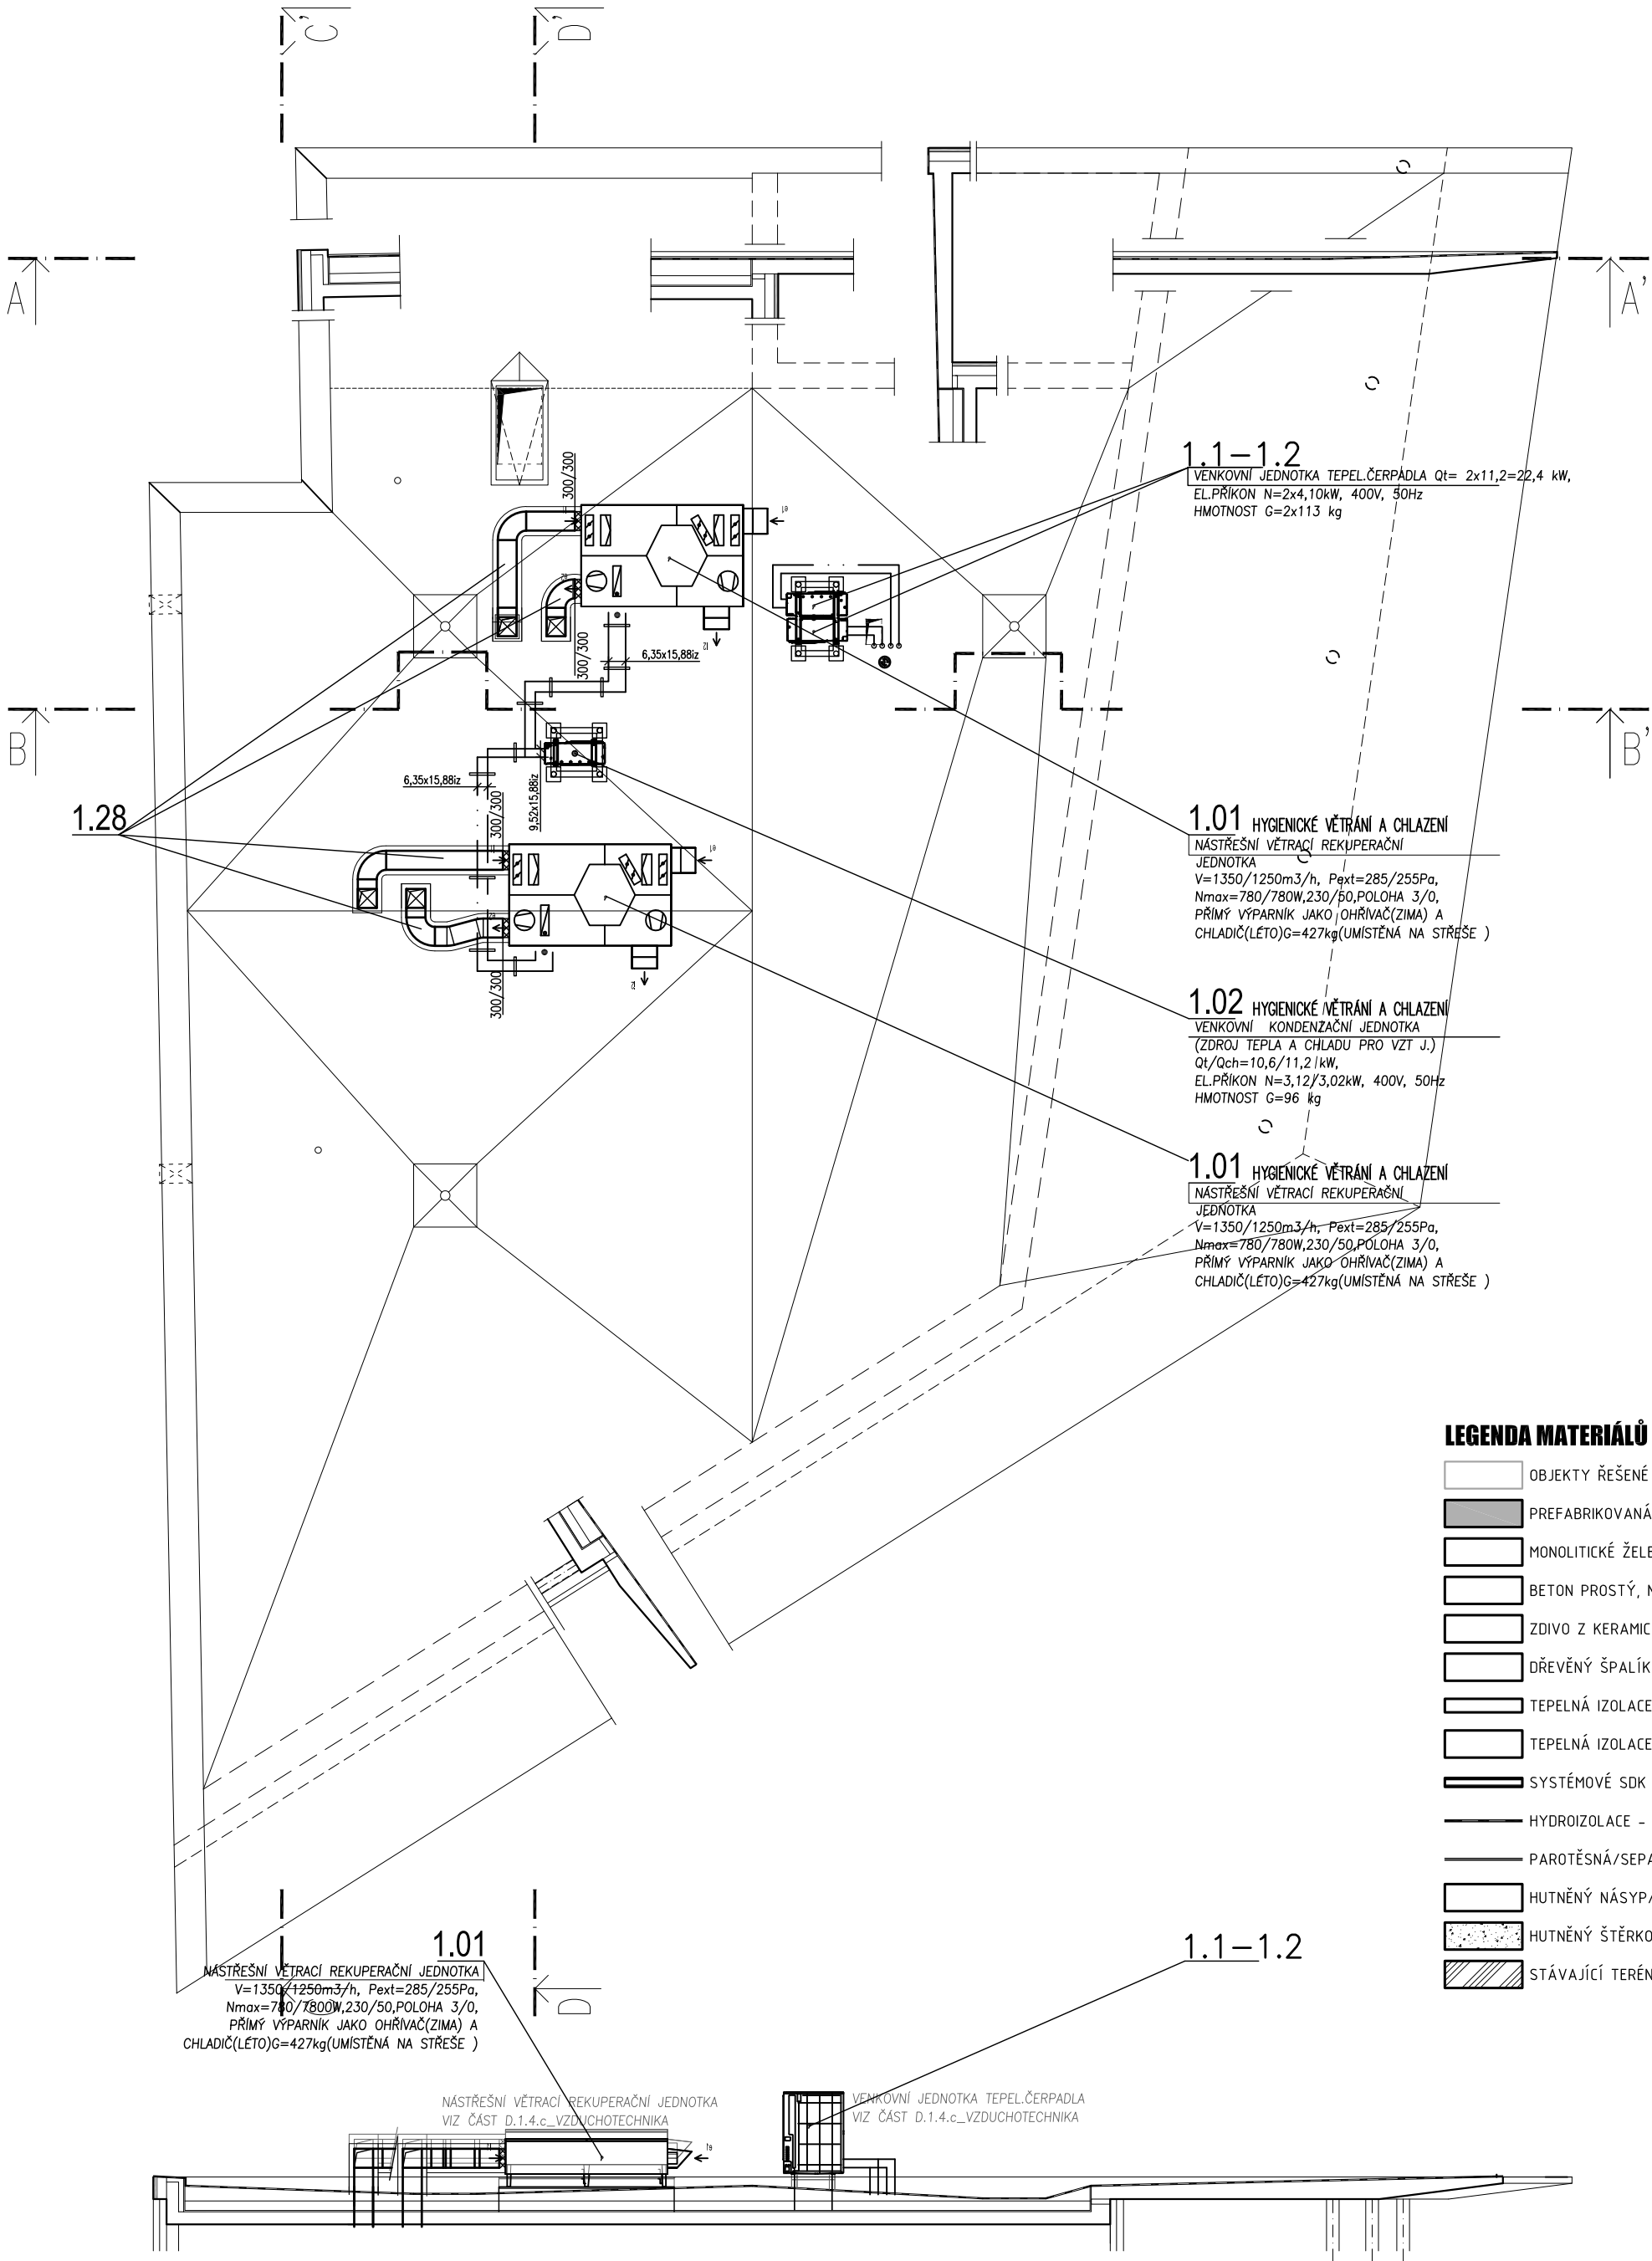 C'
D'
A
A'
300/300
1.1-1.2
VENKOVNÍ JEDNOTKA TEPEL.ČERPADLA Qt= 2x11,2=22,4 kW,
EL.PŘÍKON N=2x4,10kW, 400V, 50Hz
HMOTNOST G=2x113 kg
e1
i2
300/300
6,35x15,88iz
B
B'
6,35x15,88iz
9,52x15,88iz
300/300
1.28
e1
i2
300/300
1.01 HYGIENICKÉ VĚTRÁNÍ A CHLAZENÍ
NÁSTŘEŠNÍ VĚTRACÍ REKUPERAČNÍ
JEDNOTKA
V=1350/1250m3/h, Pext=285/255Pa,
Nmax=780/780W,230/50,POLOHA 3/0,
PŘÍMÝ VÝPARNÍK JAKO OHŘÍVAČ(ZIMA) A
CHLADIČ(LÉTO)G=427kg(UMÍSTĚNÁ NA STŘEŠE )
1.02 HYGIENICKÉ VĚTRÁNÍ A CHLAZENÍ
VENKOVNÍ KONDENZAČNÍ JEDNOTKA
(ZDROJ TEPLA A CHLADU PRO VZT J.)
Qt/Qch=10,6/11,2 kW,
EL.PŘÍKON N=3,12/3,02kW, 400V, 50Hz
HMOTNOST G=96 kg
1.01 HYGIENICKÉ VĚTRÁNÍ A CHLAZENÍ
NÁSTŘEŠNÍ VĚTRACÍ REKUPERAČNÍ
JEDNOTKA
V=1350/1250m3/h, Pext=285/255Pa,
Nmax=780/780W,230/50,POLOHA 3/0,
PŘÍMÝ VÝPARNÍK JAKO OHŘÍVAČ(ZIMA) A
CHLADIČ(LÉTO)G=427kg(UMÍSTĚNÁ NA STŘEŠE )
LEGENDA MATERIÁLŮ
OBJEKTY ŘEŠENÉ
PREFABRIKOVANÁ
MONOLITICKÉ ŽELE
BETON PROSTÝ, N
ZDIVO Z KERAMIC
DŘEVĚNÝ ŠPALÍK
TEPELNÁ IZOLACE
TEPELNÁ IZOLACE
SYSTÉMOVÉ SDK
HYDROIZOLACE -
PAROTĚSNÁ/SEPA
HUTNĚNÝ NÁSYP/
HUTNĚNÝ ŠTĚRKO
STÁVAJÍCÍ TERÉN
1.01
NÁSTŘEŠNÍ VĚTRACÍ REKUPERAČNÍ JEDNOTKA
V=1350/1250m3/h, Pext=285/255Pa,
Nmax=780/7800W,230/50,POLOHA 3/0,
PŘÍMÝ VÝPARNÍK JAKO OHŘÍVAČ(ZIMA) A
CHLADIČ(LÉTO)G=427kg(UMÍSTĚNÁ NA STŘEŠE )
C
D
1.1-1.2
NÁSTŘEŠNÍ VĚTRACÍ REKUPERAČNÍ JEDNOTKA
VIZ ČÁST D.1.4.c_VZDUCHOTECHNIKA
VENKOVNÍ JEDNOTKA TEPEL.ČERPADLA
VIZ ČÁST D.1.4.c_VZDUCHOTECHNIKA
e1